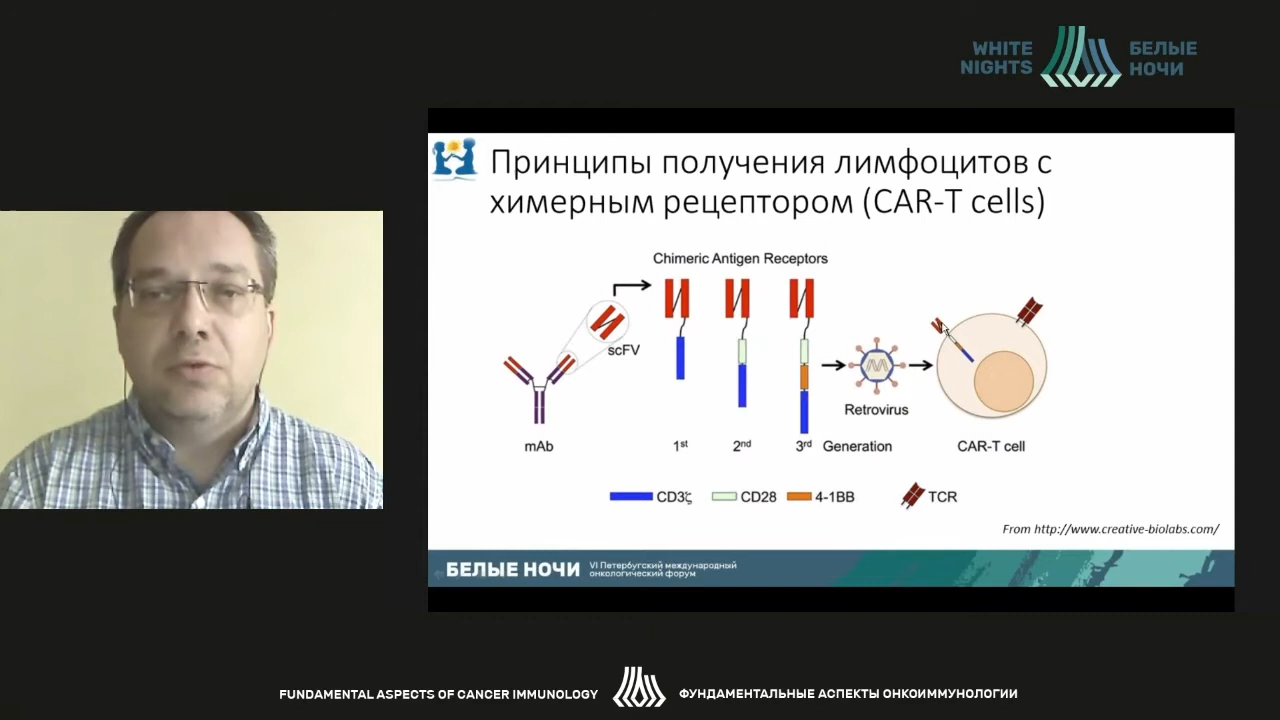 WHITE
NIGHTS
БЕЛЫЕ
НОЧИ
Принципы получения лимфоцитов с
химерным рецептором (CAR-T cells)
Chimeric Antigen Receptors
scFV
Retrovirus
mAb
1st
2nd
3rd
Generation
CAR-T cell
CD3ζ
CD28
4-1BB
TCR
From http://www.creative-biolabs.com/
БЕЛЫЕ НОЧИ
VI Петербургский международный
онкологический форум
FUNDAMENTAL ASPECTS OF CANCER IMMUNOLOGY
ФУНДАМЕНТАЛЬНЫЕ АСПЕКТЫ ОНКОИММУНОЛОГИИ